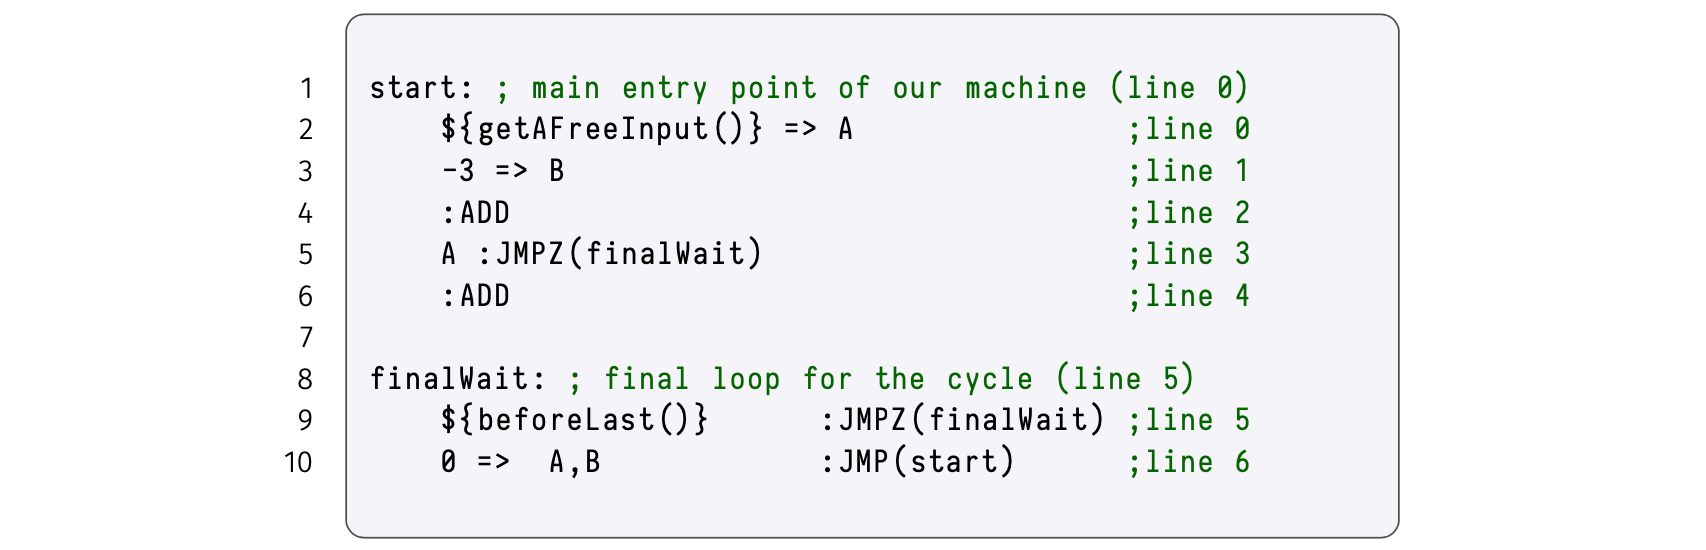 1 start: ; main entry point of our machine (line 0)
2 ${getAFreeInput()} => A ;line 0
3 -3 => B ;line 1
4 :ADD ;line 2
5 A :JMPZ(finalWait) ;line 3
6 :ADD ;line 4
7
8 finalWait: ; final loop for the cycle (line 5)
9 ${beforeLast()} :JMPZ(finalWait) ;line 5
10 0 => A,B :JMP(start) ;line 6